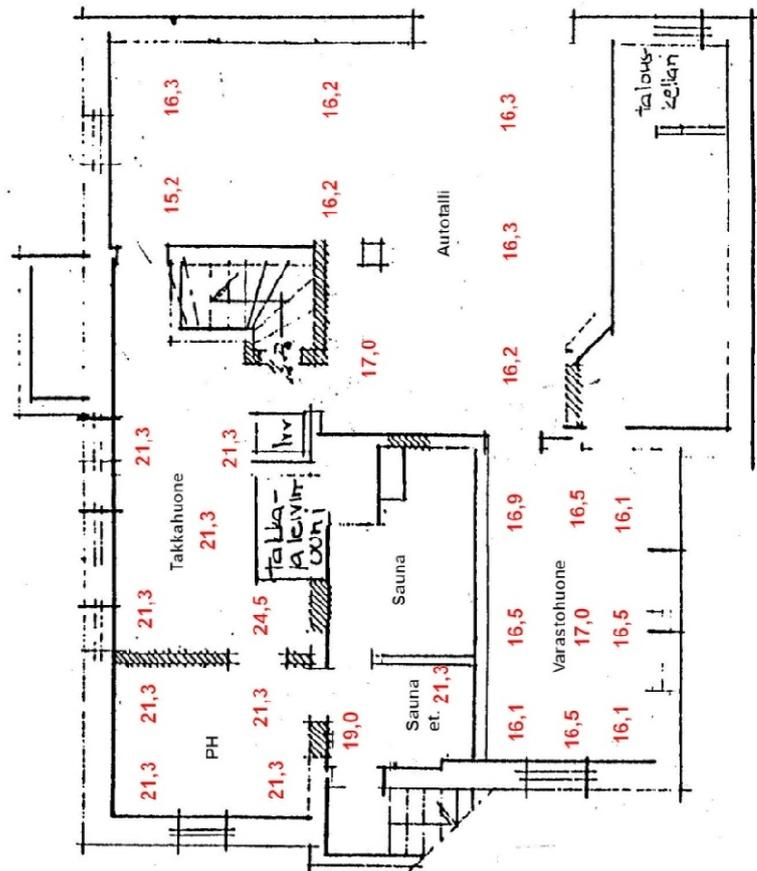 21,3 21,3 21,3 21,3
15,2 16,3
Takkahuone
PH 21,3
21,3
21,3 24,5
21,3
takka-
ja leivin
uuni
16,2 16,2
19,0 17,0
Sauna
Sauna
et.
21,3
Autotalli
16,2 16,3 16,3
16,1 16,5 16,9
Varastohuone
16,5 17,0 16,5
16,1 16,5 16,1
talous